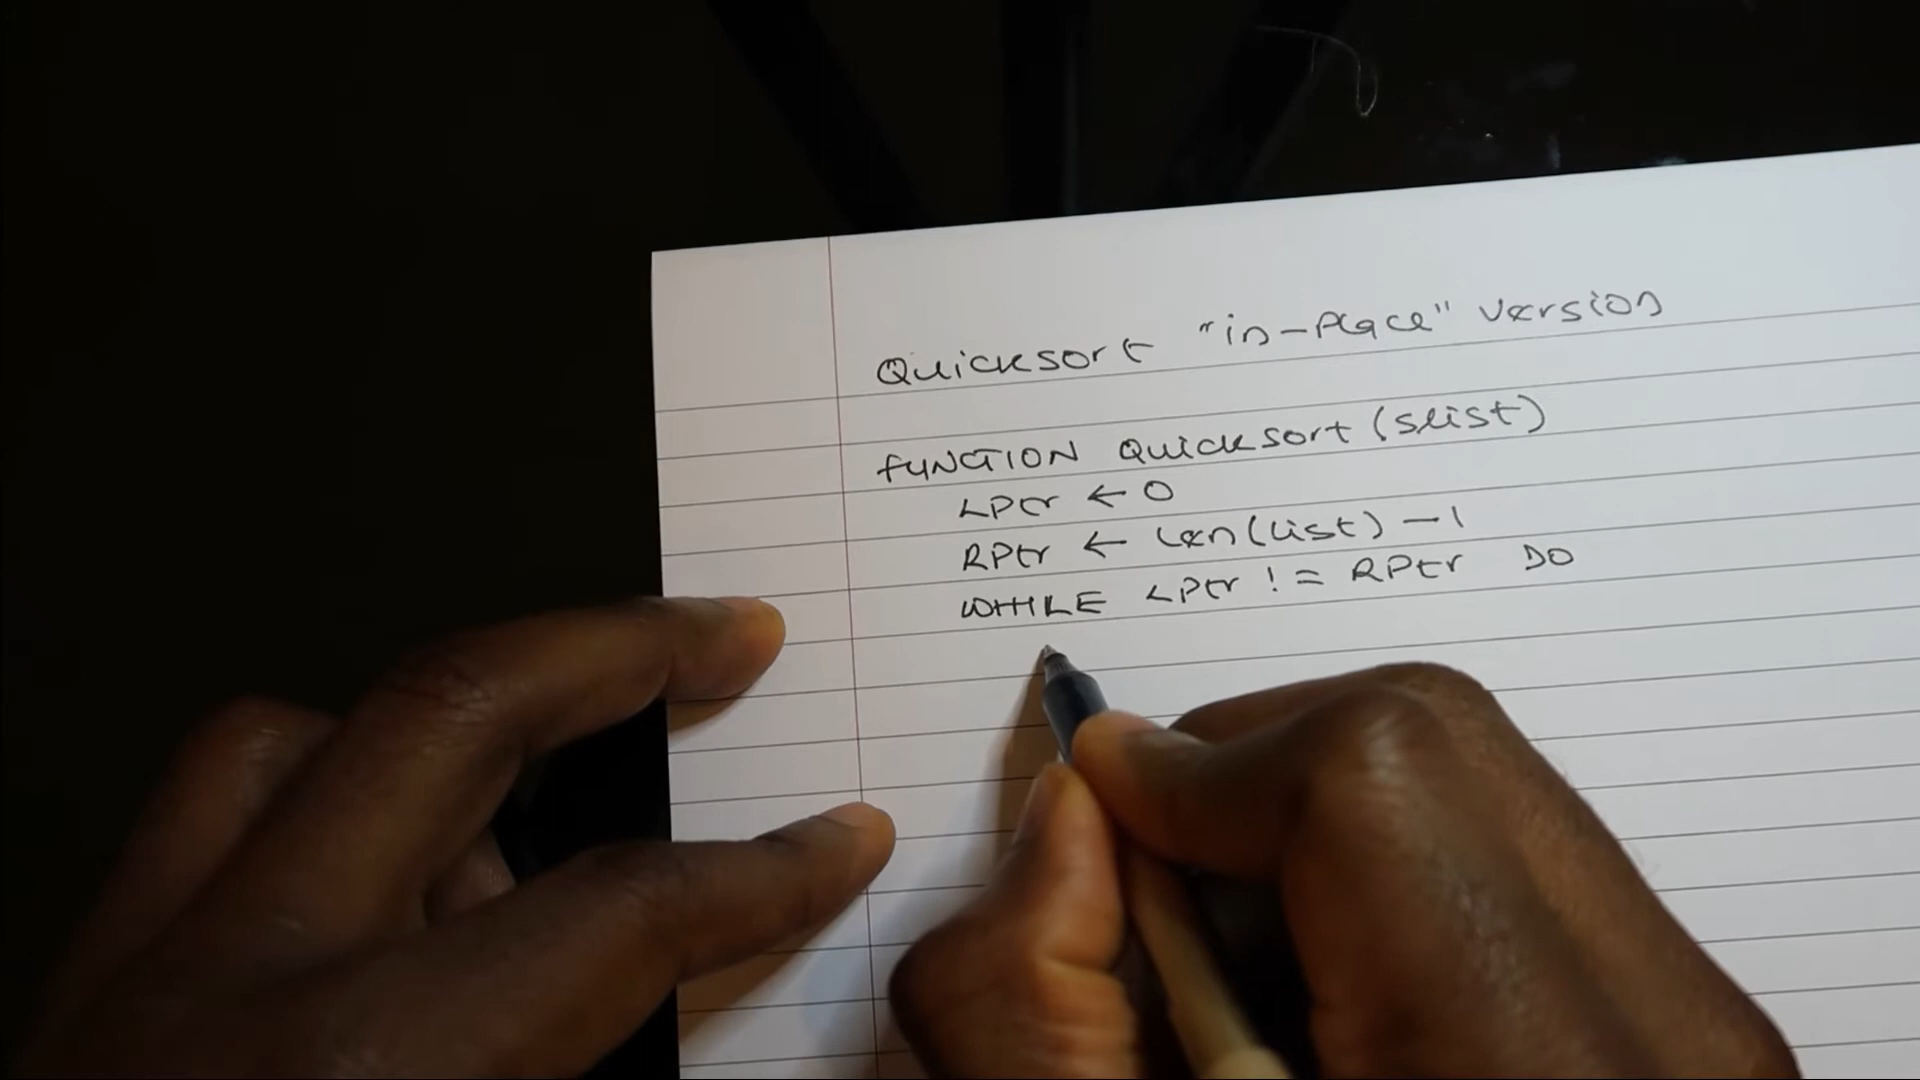 Quicksort "in-place" version
FUNCTION Quicksort (slist)
LPtr ← 0
RPtr ← len(list) - 1
WHILE LPtr != RPtr DO